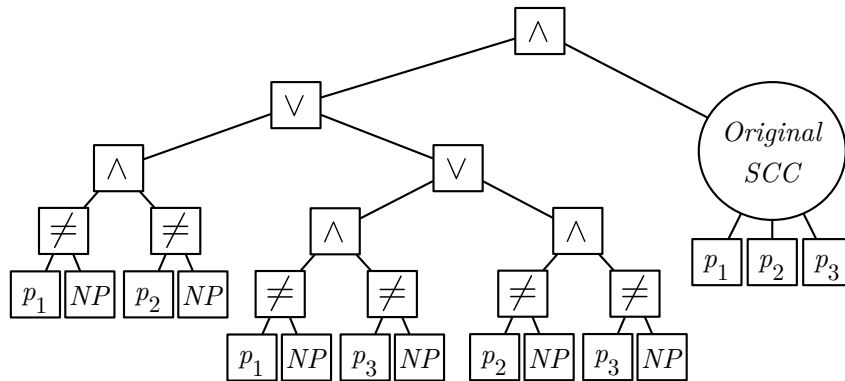 ∧
∨
Original
SCC
∧ ∨
≠ ≠ ∧ ∧
p₁ p₂ p₃
p₁ NP p₂ NP ≠ ≠ ≠ ≠
p₁ NP p₃ NP p₂ NP p₃ NP